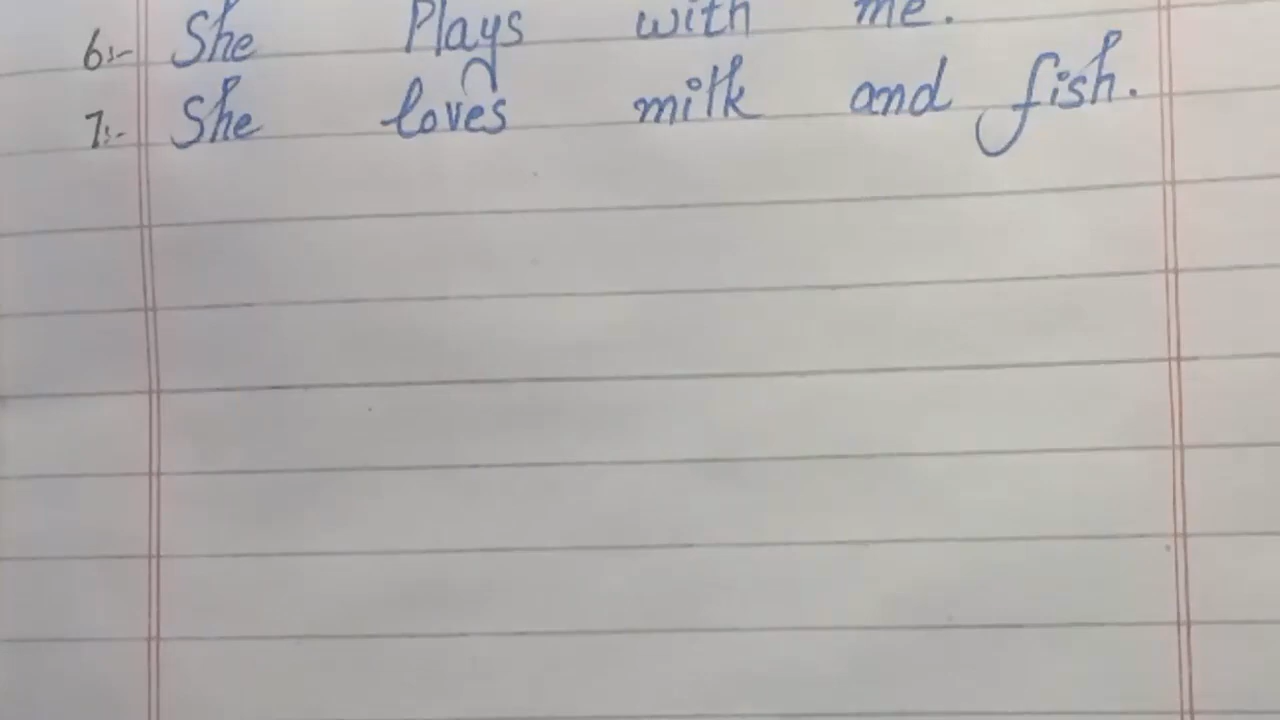 6:- She Plays with me.
7:- She loves milk and fish.